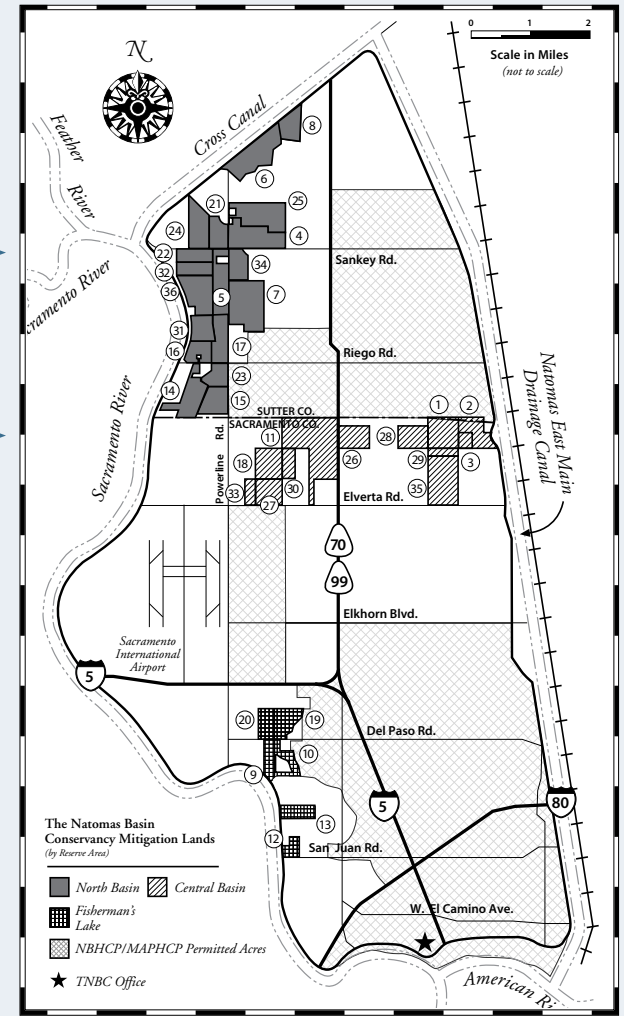 N
0 1 2
Scale in Miles
(not to scale)
Feather
River
Cross Canal
8
6
21
25
24
4
22
Sankey Rd.
32
34
36
5
7
Sacramento River
31
17
16
Riego Rd.
23
14
15
SUTTER CO.
SACRAMENTO CO.
1
2
11
28
Powerline Rd.
18
26
29
3
33
30
35
27
Elverta Rd.
Sacramento River
Natomas East Main
Drainage Canal
70
99
Elkhorn Blvd.
Sacramento
International
Airport
5
20
19
Del Paso Rd.
10
9
5
80
13
12
San Juan Rd.
W. El Camino Ave.
American Ri
The Natomas Basin
Conservancy Mitigation Lands
(by Reserve Area)
North Basin
Central Basin
Fisherman's
Lake
NBHCP/MAPHCP Permitted Acres
TNBC Office